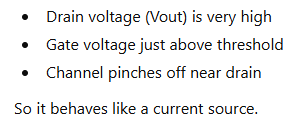 • Drain voltage (Vout) is very high
• Gate voltage just above threshold
• Channel pinches off near drain
So it behaves like a current source.